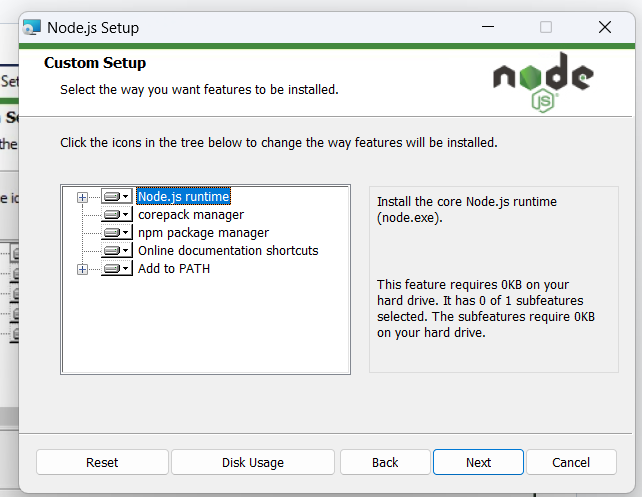 Node.js Setup
Custom Setup
Select the way you want features to be installed.
node
JS
Click the icons in the tree below to change the way features will be installed.
Node.js runtime
corepack manager
npm package manager
Online documentation shortcuts
Add to PATH
Install the core Node.js runtime
(node.exe).
This feature requires 0KB on your
hard drive. It has 0 of 1 subfeatures
selected. The subfeatures require 0KB
on your hard drive.
Reset
Disk Usage
Back
Next
Cancel